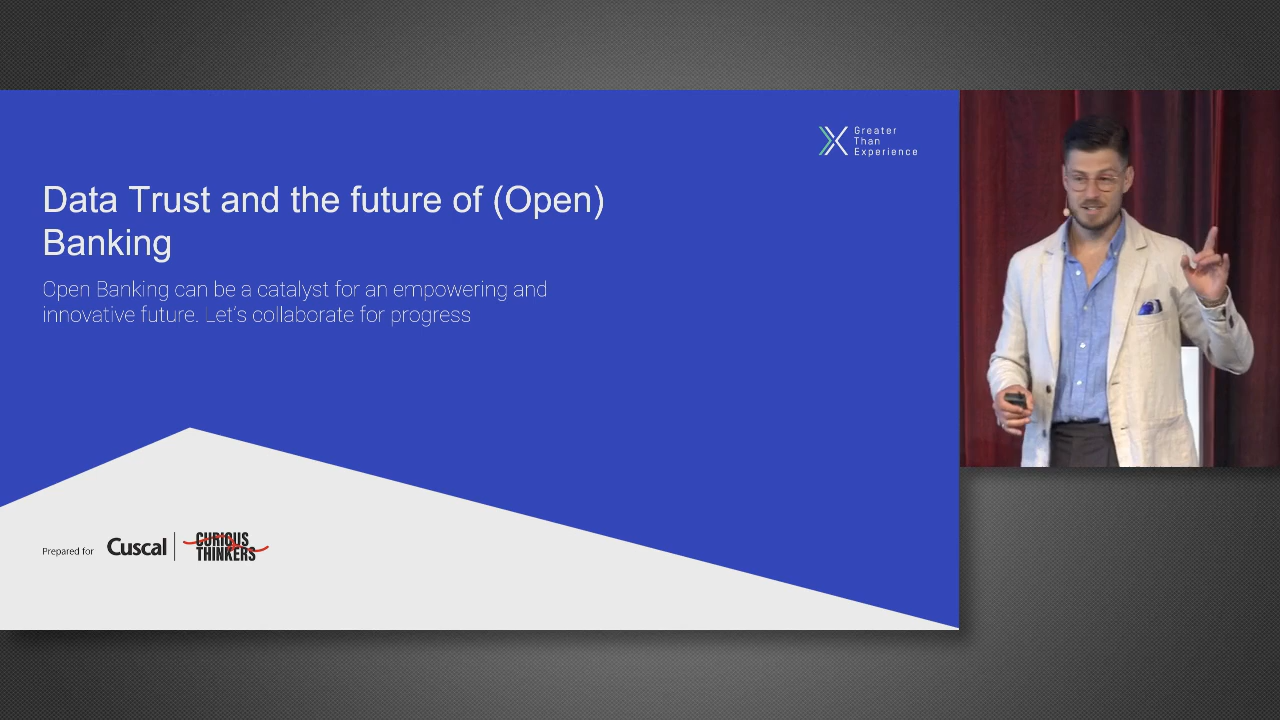 Greater
Than
Experience
Data Trust and the future of (Open)
Banking
Open Banking can be a catalyst for an empowering and
innovative future. Let's collaborate for progress
Prepared for Cuscal CURIOUS
THINKERS